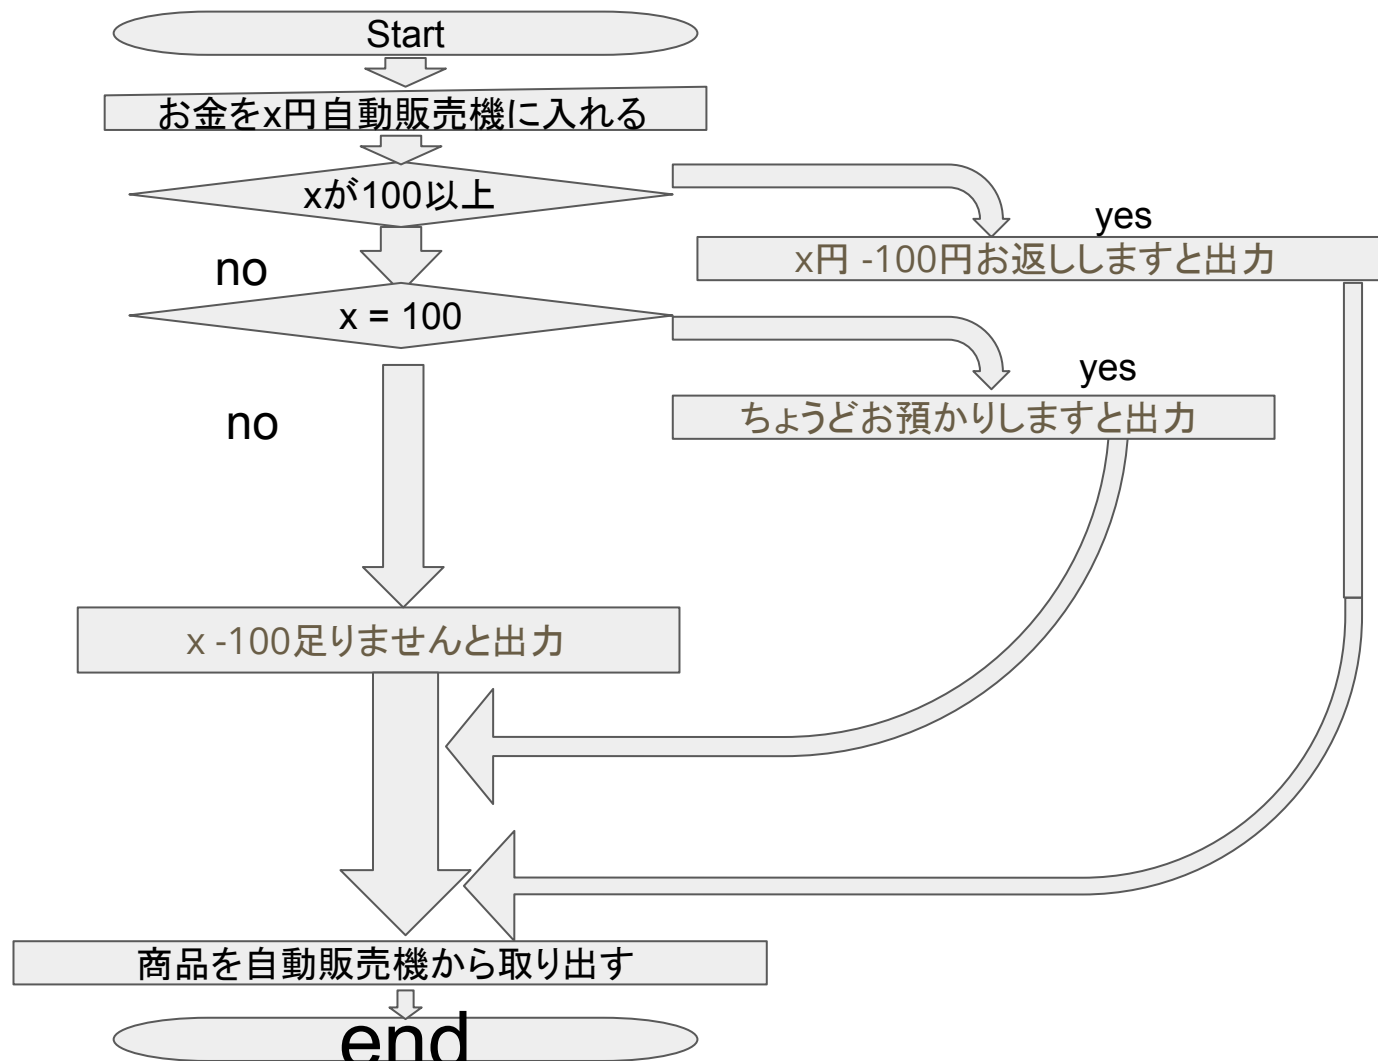 Start
お金をx円自動販売機に入れる
xが100以上
yes
x円 -100円お返ししますと出力
no
x = 100
yes
ちょうどお預かりしますと出力
no
x -100足りませんと出力
商品を自動販売機から取り出す
end